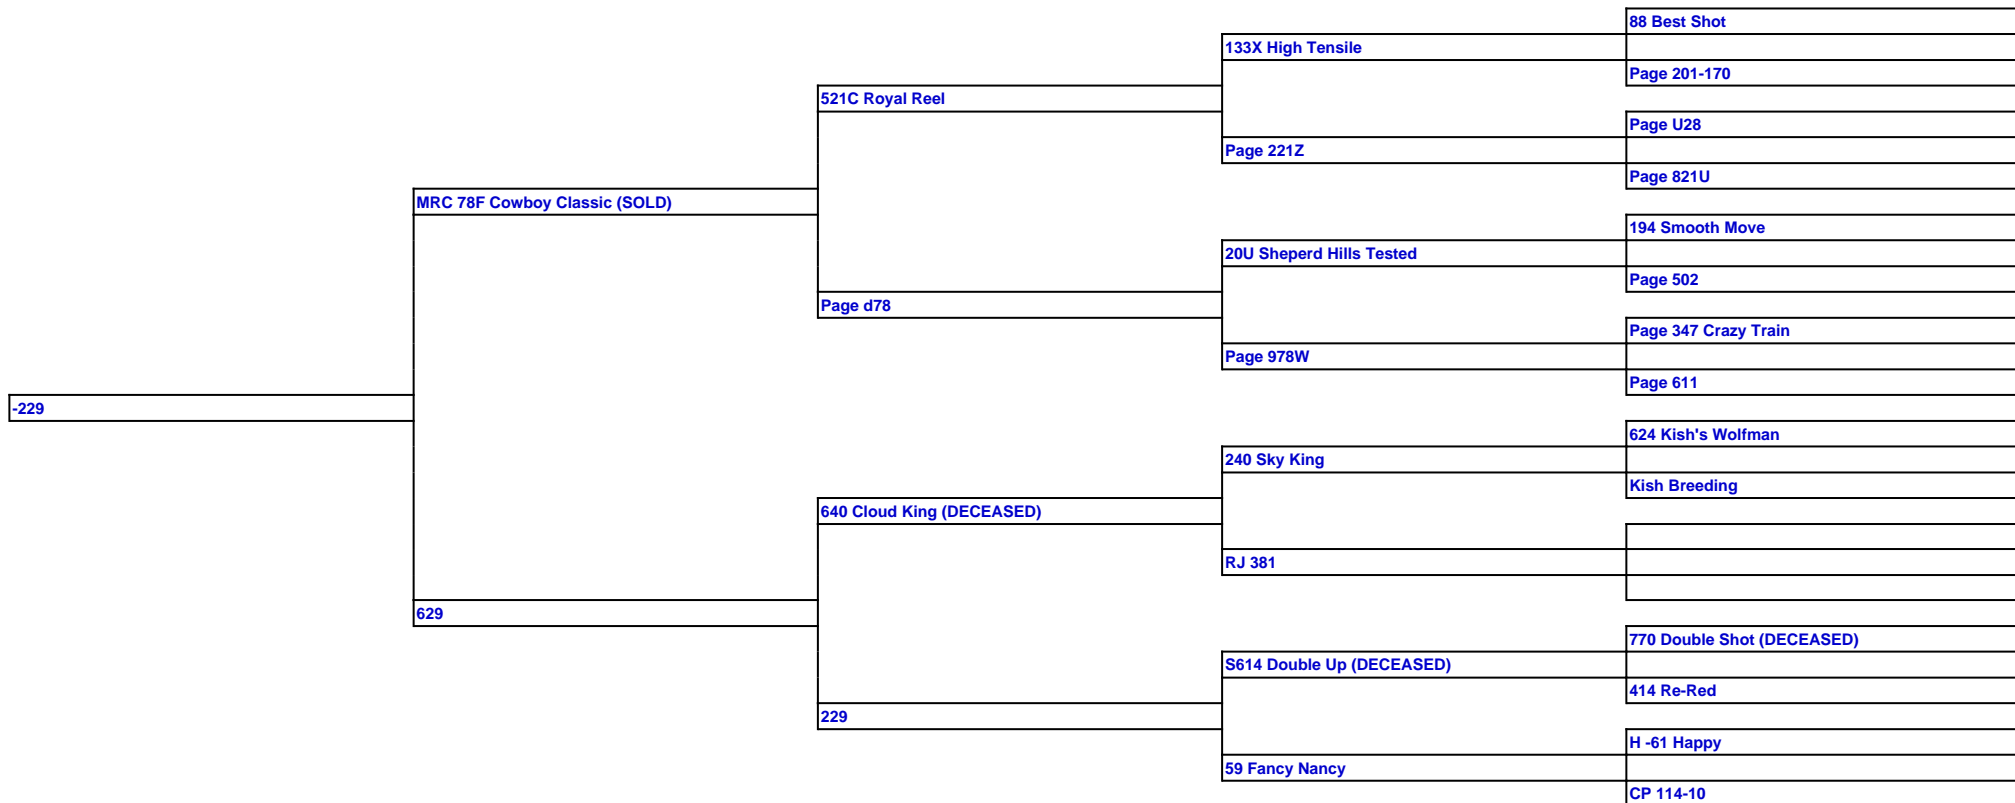 88 Best Shot
133X High Tensile
Page 201-170
521C Royal Reel
Page U28
Page 221Z
Page 821U
MRC 78F Cowboy Classic (SOLD)
194 Smooth Move
20U Sheperd Hills Tested
Page 502
Page d78
Page 347 Crazy Train
Page 978W
Page 611
-229
624 Kish's Wolfman
240 Sky King
Kish Breeding
640 Cloud King (DECEASED)
RJ 381
629
770 Double Shot (DECEASED)
S614 Double Up (DECEASED)
414 Re-Red
229
H -61 Happy
59 Fancy Nancy
CP 114-10